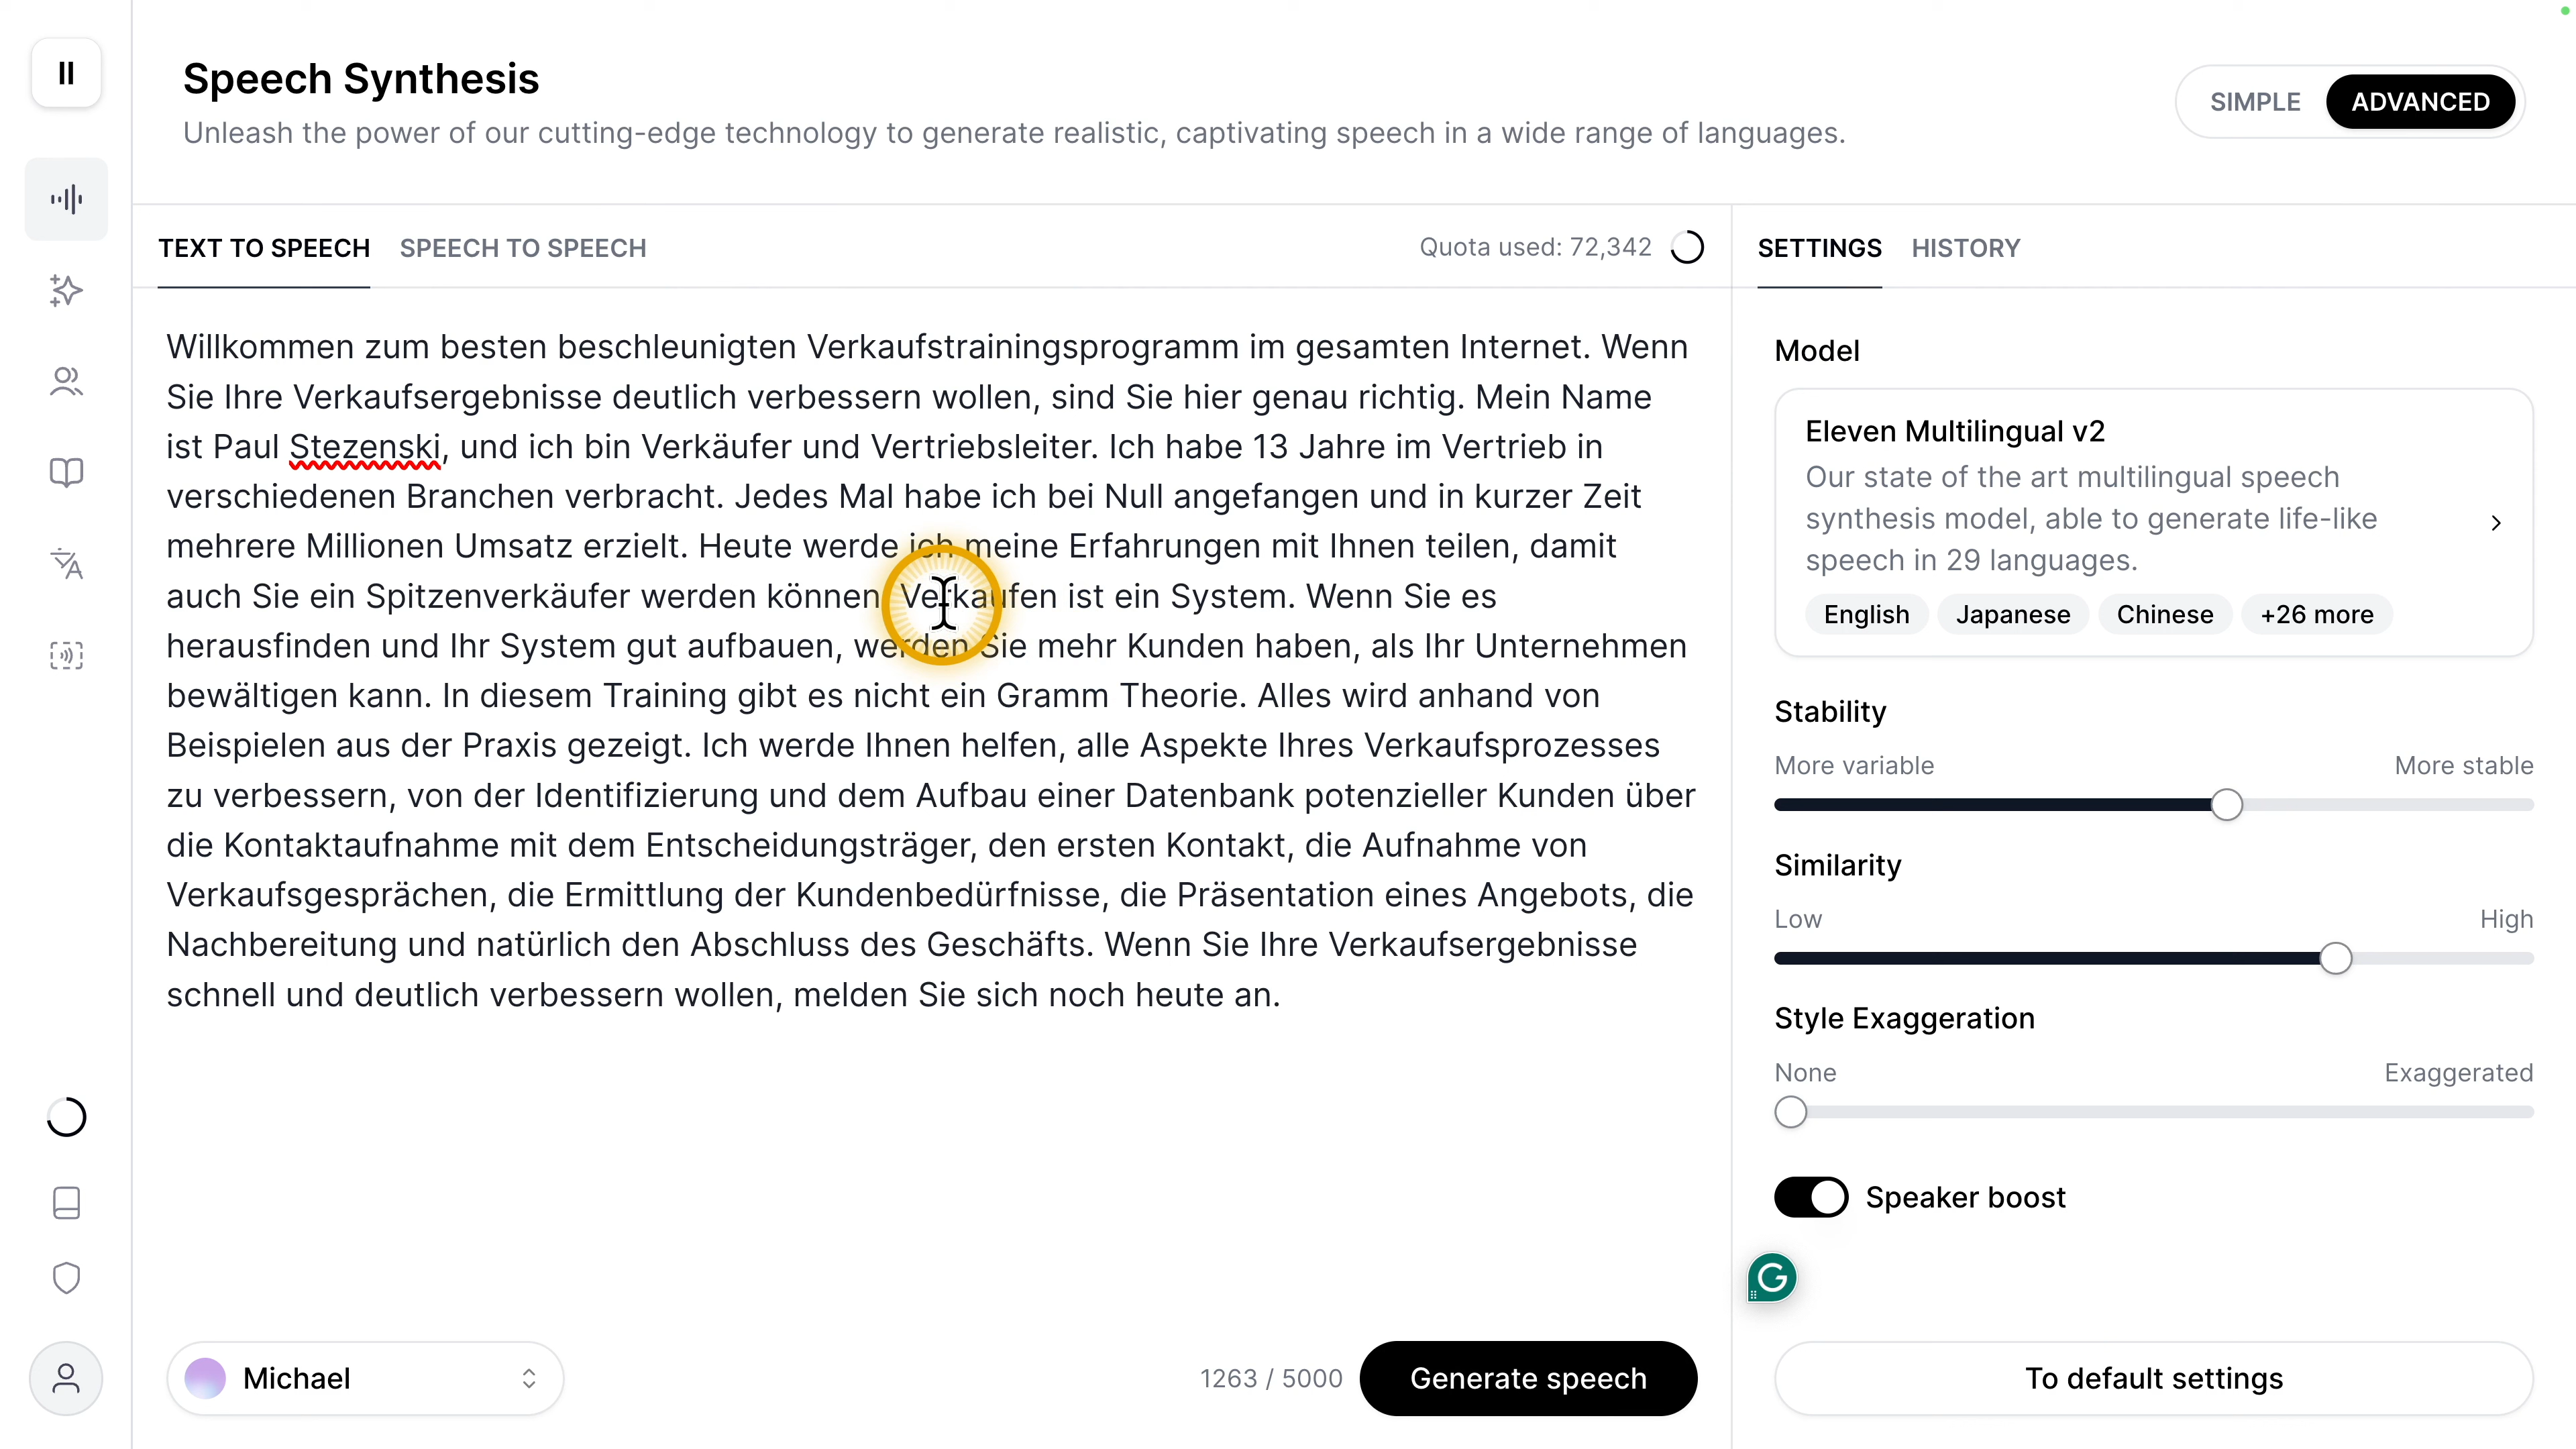 Speech Synthesis
Unleash the power of our cutting-edge technology to generate realistic, captivating speech in a wide range of languages.
SIMPLE
ADVANCED
TEXT TO SPEECH
SPEECH TO SPEECH
Quota used: 72,342
Willkommen zum besten beschleunigten Verkaufstrainingsprogramm im gesamten Internet. Wenn
Sie Ihre Verkaufsergebnisse deutlich verbessern wollen, sind Sie hier genau richtig. Mein Name
ist Paul Stezenski, und ich bin Verkäufer und Vertriebsleiter. Ich habe 13 Jahre im Vertrieb in
verschiedenen Branchen verbracht. Jedes Mal habe ich bei Null angefangen und in kurzer Zeit
mehrere Millionen Umsatz erzielt. Heute werde ich meine Erfahrungen mit Ihnen teilen, damit
auch Sie ein Spitzenverkäufer werden können. Verkaufen ist ein System. Wenn Sie es
herausfinden und Ihr System gut aufbauen, werden Sie mehr Kunden haben, als Ihr Unternehmen
bewältigen kann. In diesem Training gibt es nicht ein Gramm Theorie. Alles wird anhand von
Beispielen aus der Praxis gezeigt. Ich werde Ihnen helfen, alle Aspekte Ihres Verkaufsprozesses
zu verbessern, von der Identifizierung und dem Aufbau einer Datenbank potenzieller Kunden über
die Kontaktaufnahme mit dem Entscheidungsträger, den ersten Kontakt, die Aufnahme von
Verkaufsgesprächen, die Ermittlung der Kundenbedürfnisse, die Präsentation eines Angebots, die
Nachbereitung und natürlich den Abschluss des Geschäfts. Wenn Sie Ihre Verkaufsergebnisse
schnell und deutlich verbessern wollen, melden Sie sich noch heute an.
Michael
1263 / 5000
Generate speech
SETTINGS
HISTORY
Model
Eleven Multilingual v2
Our state of the art multilingual speech
synthesis model, able to generate life-like
speech in 29 languages.
English
Japanese
Chinese
+26 more
Stability
More variable
More stable
Similarity
Low
High
Style Exaggeration
None
Exaggerated
Speaker boost
To default settings